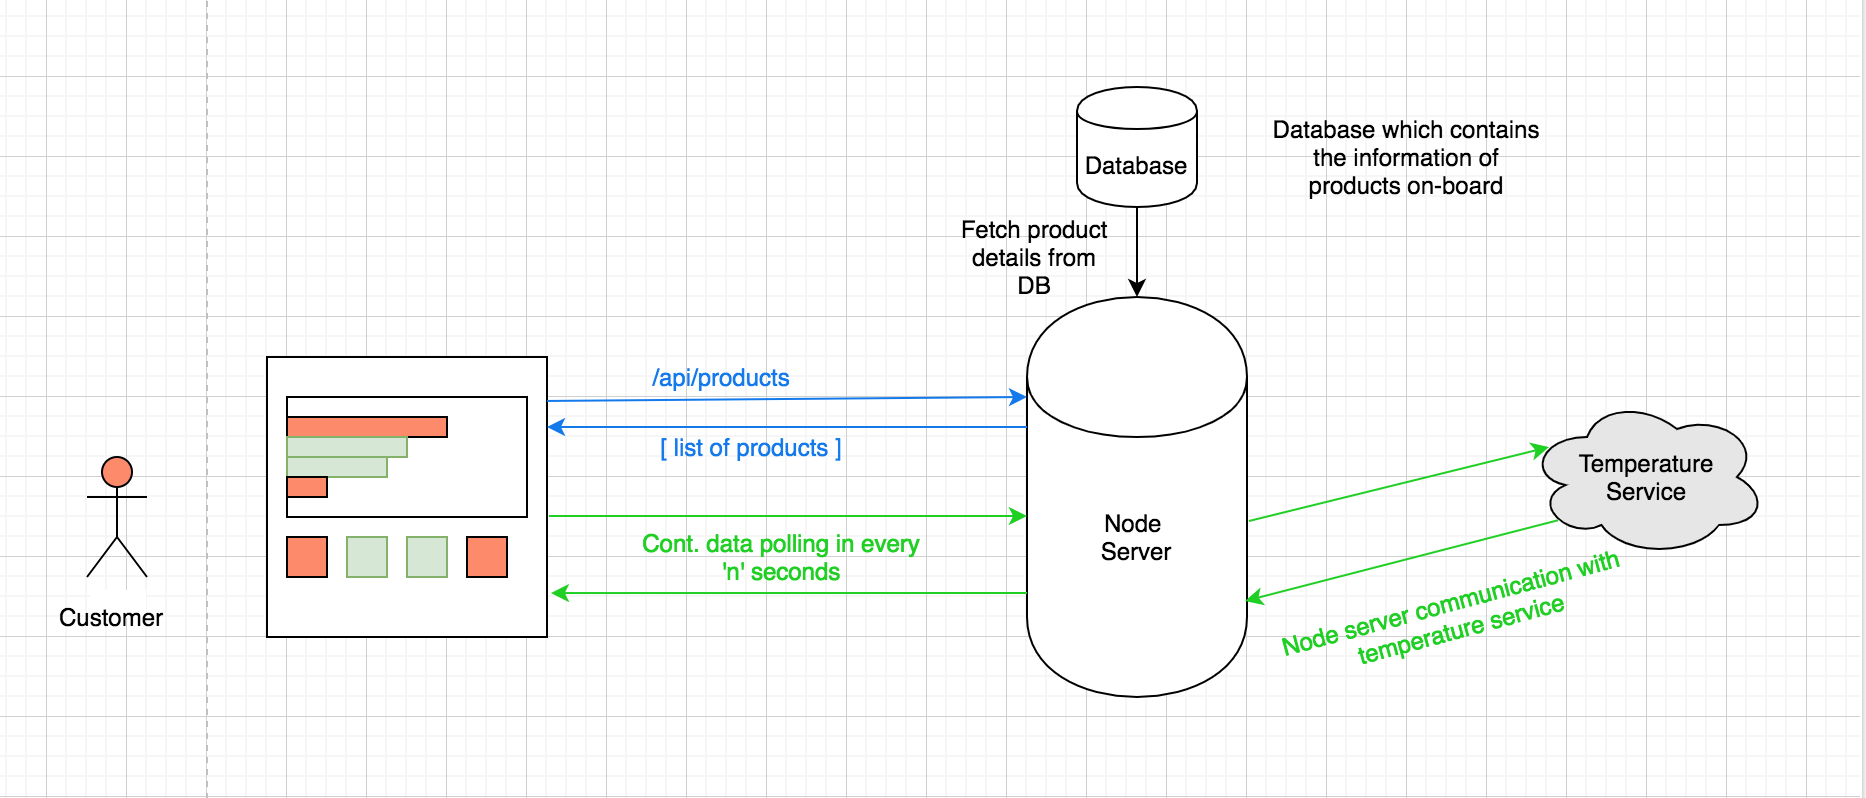 Database
Database which contains
the information of
products on-board
Fetch product
details from
DB
/api/products
[ list of products ]
Cont. data polling in every
'n' seconds
Node
Server
Temperature
Service
Node server communication with
temperature service
Customer